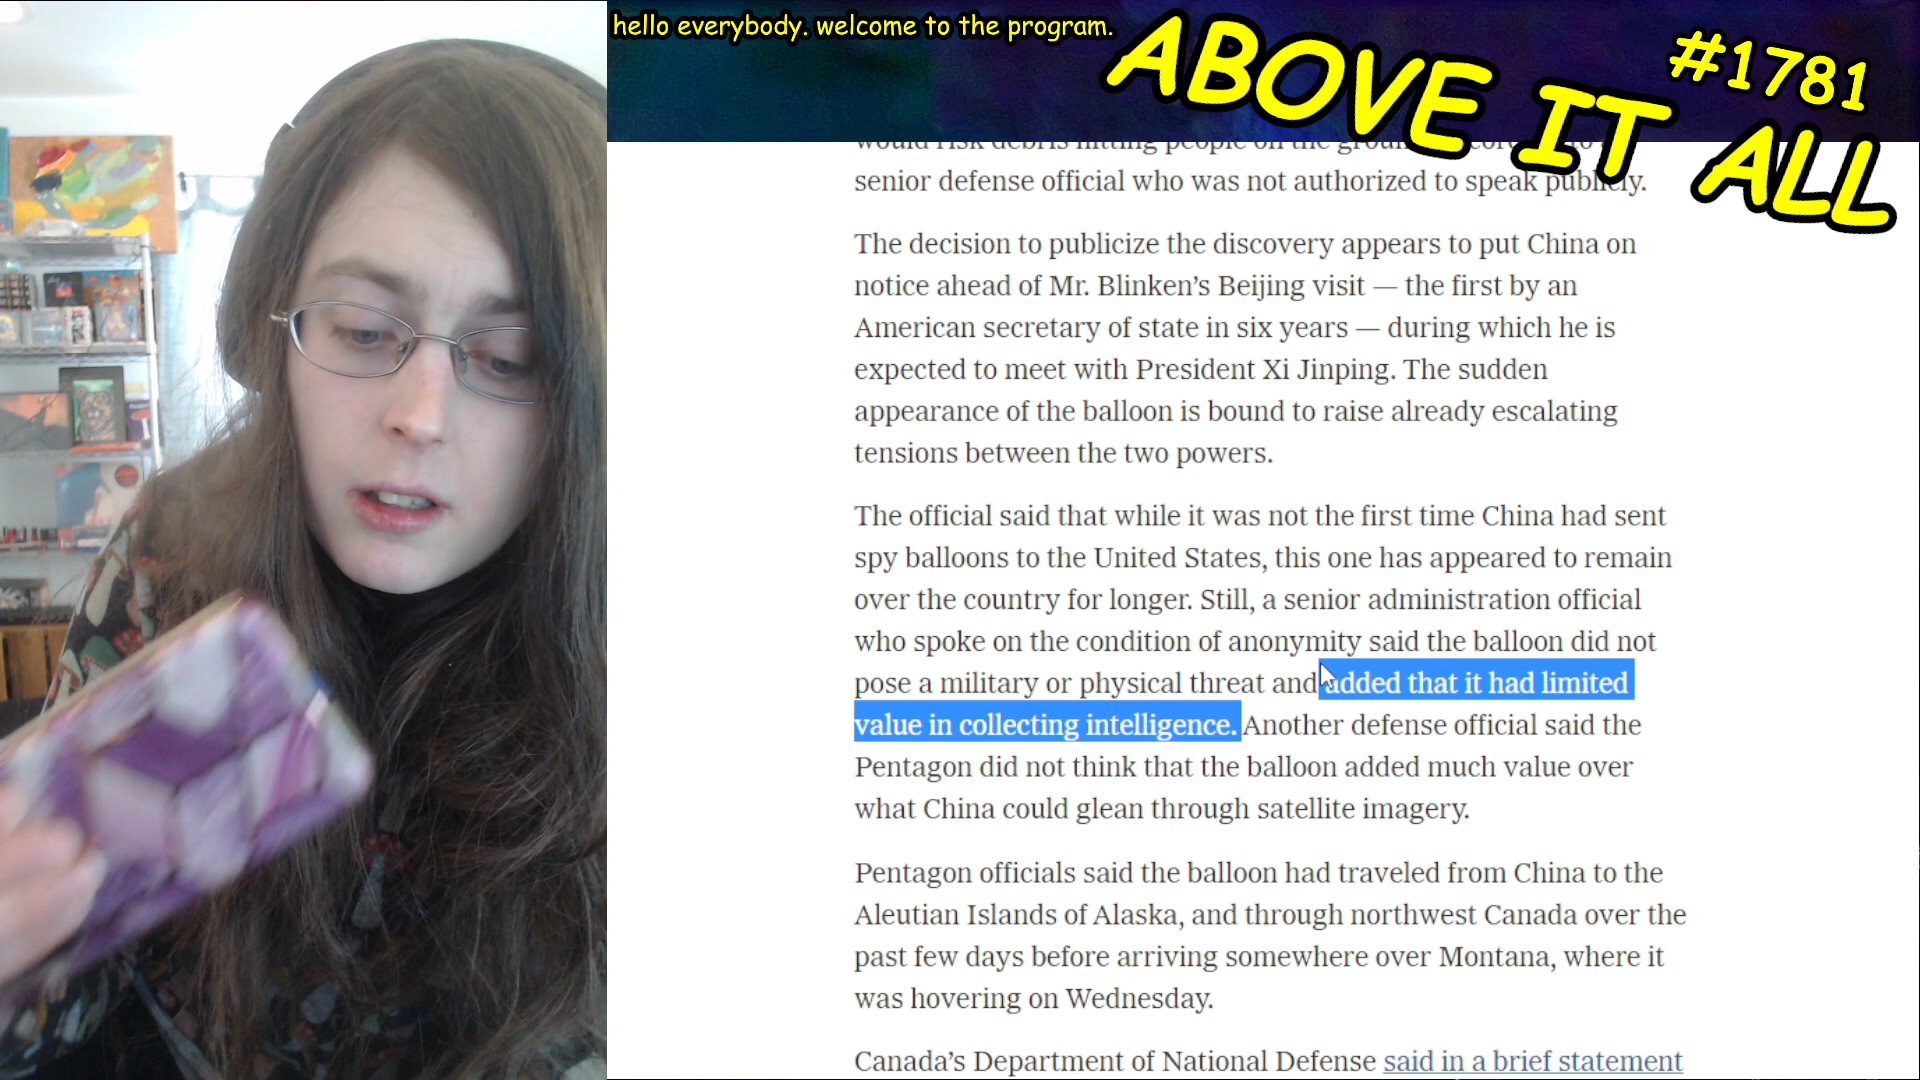 hello everybody. welcome to the program.
ABOVE IT ALL
#1781
would risk debris hitting people on the
senior defense official who was not authorized to speak publicly.
The decision to publicize the discovery appears to put China on
notice ahead of Mr. Blinken’s Beijing visit — the first by an
American secretary of state in six years — during which he is
expected to meet with President Xi Jinping. The sudden
appearance of the balloon is bound to raise already escalating
tensions between the two powers.
The official said that while it was not the first time China had sent
spy balloons to the United States, this one has appeared to remain
over the country for longer. Still, a senior administration official
who spoke on the condition of anonymity said the balloon did not
pose a military or physical threat and added that it had limited
value in collecting intelligence. Another defense official said the
Pentagon did not think that the balloon added much value over
what China could glean through satellite imagery.
Pentagon officials said the balloon had traveled from China to the
Aleutian Islands of Alaska, and through northwest Canada over the
past few days before arriving somewhere over Montana, where it
was hovering on Wednesday.
Canada’s Department of National Defense said in a brief statement